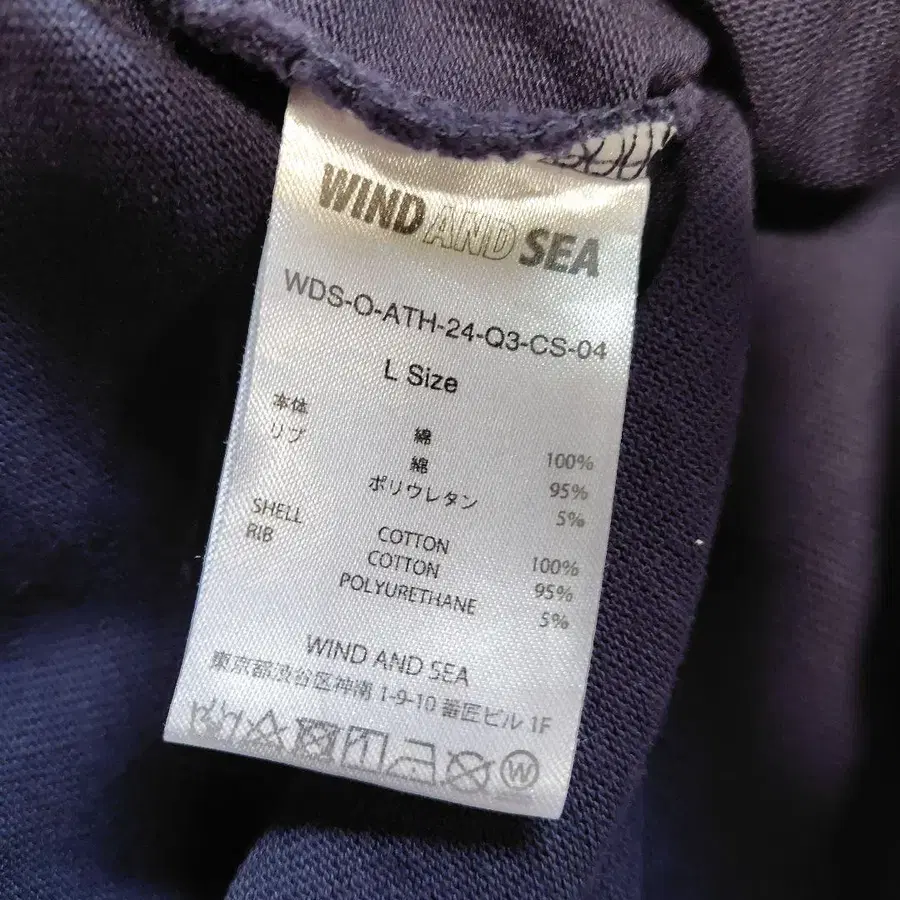 WIND AND SEA
WDS-O-ATH-24-Q3-CS-04
L Size
本体 綿 100%
リブ 綿 95%
ポリウレタン 5%
SHELL COTTON 100%
RIB COTTON 95%
POLYURETHANE 5%
WIND AND SEA
東京都渋谷区神南 1-9-10 番匠ビル 1F
W